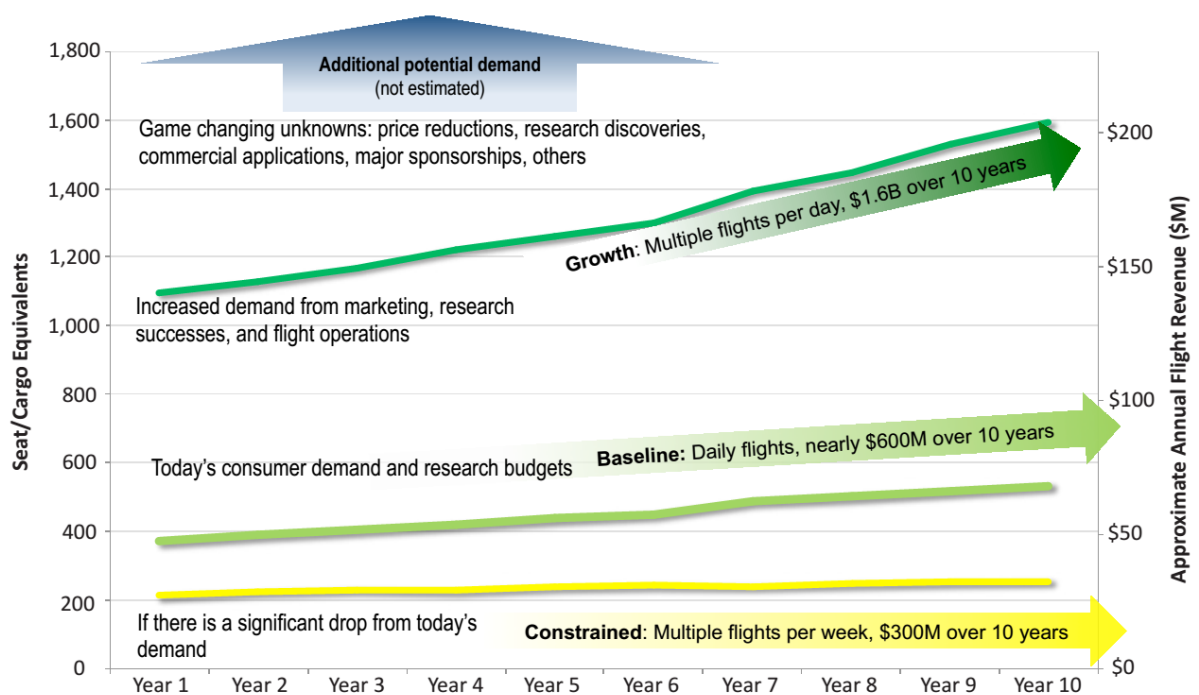 Additional potential demand
(not estimated)
Game changing unknowns: price reductions, research discoveries,
commercial applications, major sponsorships, others
Growth: Multiple flights per day, $1.6B over 10 years
Increased demand from marketing, research
successes, and flight operations
Baseline: Daily flights, nearly $600M over 10 years
Today's consumer demand and research budgets
If there is a significant drop from today's
demand
Constrained: Multiple flights per week, $300M over 10 years
Seat/Cargo Equivalents
1,800
1,600
1,400
1,200
1,000
800
600
400
200
0
Approximate Annual Flight Revenue ($M)
$200
$150
$100
$50
$0
Year 1
Year 2
Year 3
Year 4
Year 5
Year 6
Year 7
Year 8
Year 9
Year 10